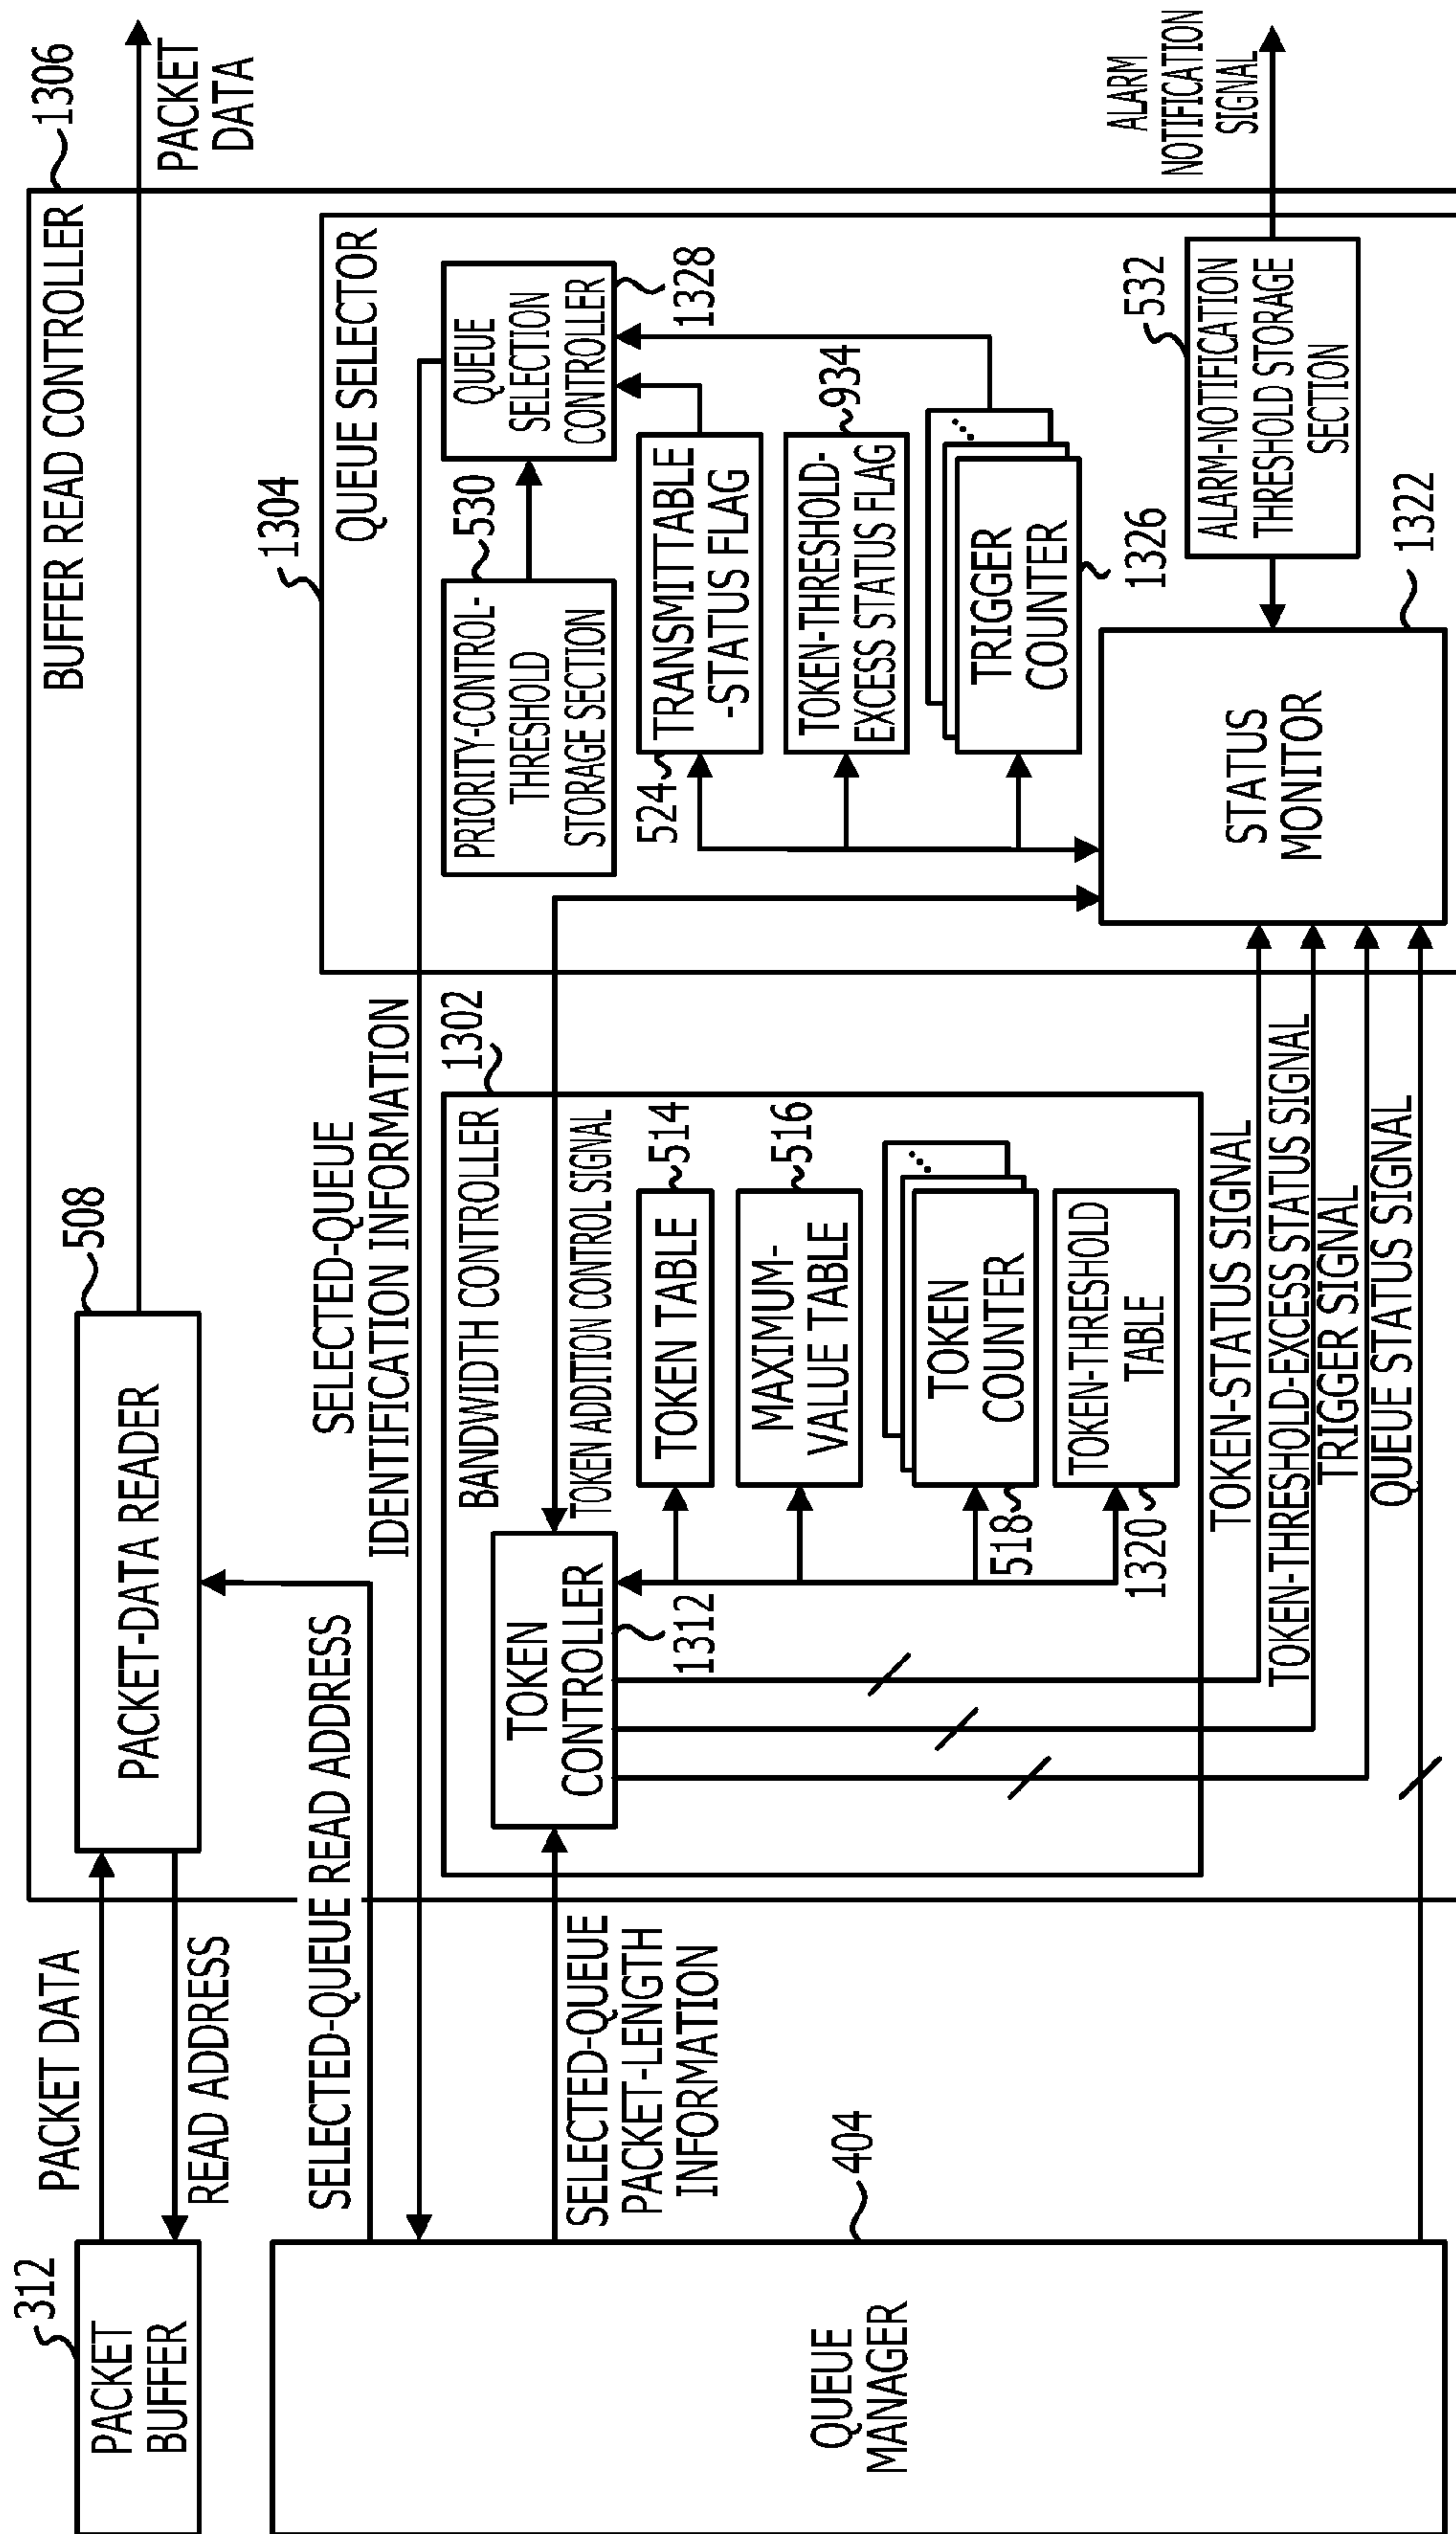 312
PACKET
BUFFER
PACKET DATA
READ ADDRESS
508
PACKET-DATA READER
BUFFER READ CONTROLLER
1306
PACKET
DATA
SELECTED-QUEUE READ ADDRESS
SELECTED-QUEUE
IDENTIFICATION INFORMATION
QUEUE
MANAGER
404
SELECTED-QUEUE
PACKET-LENGTH
INFORMATION
1302
BANDWIDTH CONTROLLER
TOKEN
CONTROLLER
1312
TOKEN ADDITION CONTROL SIGNAL
TOKEN TABLE
514
MAXIMUM-
VALUE TABLE
516
TOKEN
COUNTER
518
TOKEN-THRESHOLD
TABLE
1320
TOKEN-STATUS SIGNAL
TOKEN-THRESHOLD-EXCESS STATUS SIGNAL
TRIGGER SIGNAL
QUEUE STATUS SIGNAL
1304
QUEUE SELECTOR
PRIORITY-CONTROL-
THRESHOLD
STORAGE SECTION
530
QUEUE
SELECTION
CONTROLLER
1328
524
TRANSMITTABLE
-STATUS FLAG
TOKEN-THRESHOLD-
EXCESS STATUS FLAG
934
TRIGGER
COUNTER
1326
STATUS
MONITOR
1322
532
ALARM-NOTIFICATION
THRESHOLD STORAGE
SECTION
ALARM
NOTIFICATION
SIGNAL